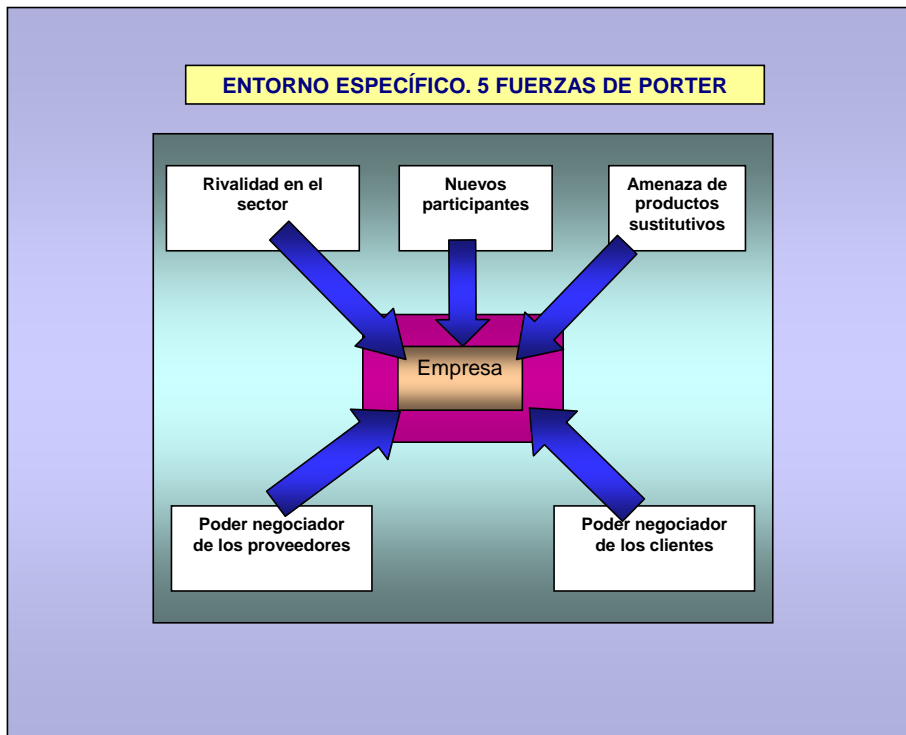 ENTORNO ESPECÍFICO. 5 FUERZAS DE PORTER
Rivalidad en el
sector
Nuevos
participantes
Amenaza de
productos
sustitutivos
Empresa
Poder negociador
de los proveedores
Poder negociador
de los clientes